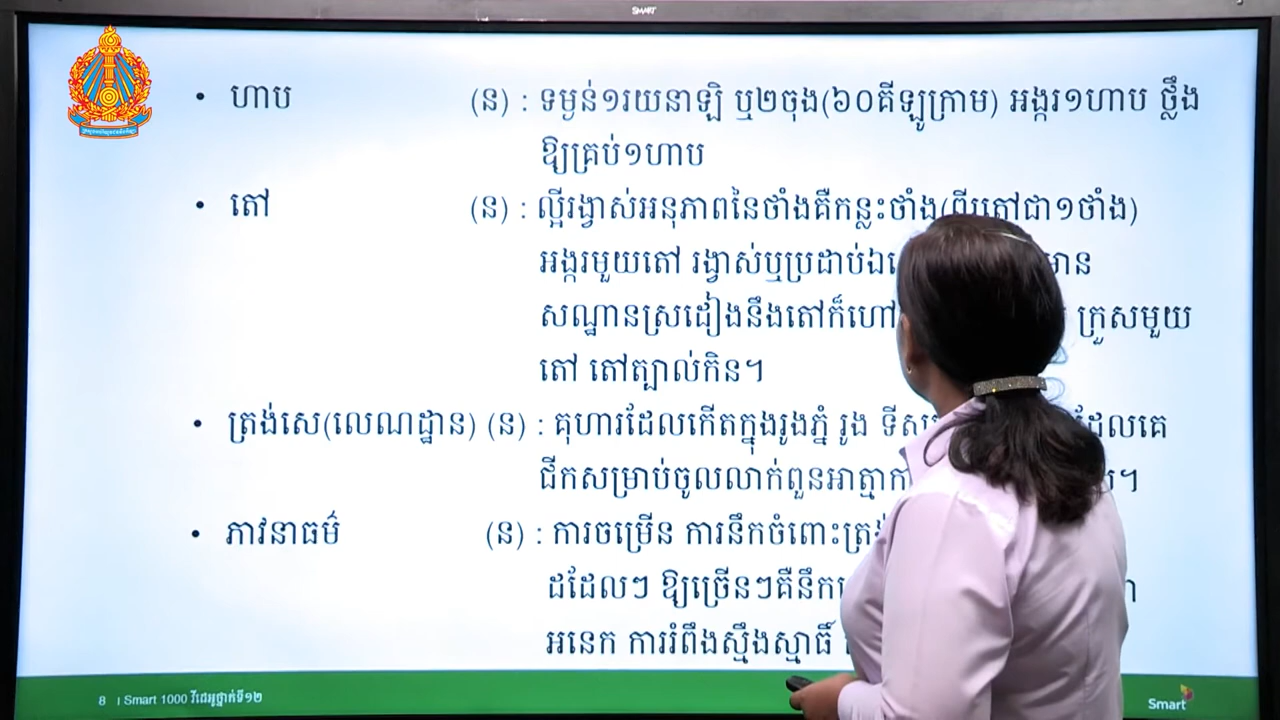 SMART
• ហាប (ន) : ទម្ងន់១រយនាឡិ ឬ២ចុង(៦០គីឡូក្រាម) អង្ករ១ហាប ថ្លឹង
ឱ្យគ្រប់១ហាប
• តៅ (ន) : ល្អីរង្វាស់អនុភាពនៃថាំងគឺកន្លះថាំង(ពីរតៅជា១ថាំង)
អង្ករមួយតៅ រង្វាស់ឬប្រដាប់ឯ មាន
សណ្ឋានស្រដៀងនឹងតៅក៏ហៅ ក្រួសមួយ
តៅ តៅត្បាល់កិន។
• ត្រង់សេ(លេណដ្ឋាន) (ន) : គុហារដែលកើតក្នុងរូងភ្នំ រូង ដែលគេ
ជីកសម្រាប់ចូលលាក់ពួនអាត្មា
• ភាវនាធម៌ (ន) : ការចម្រើន ការនឹកចំពោះត្រង់
ដដែលៗ ឱ្យច្រើនៗគឺនឹក
អនេក ការរំពឹងស្មឹងស្មាធិ៍
8 | Smart 1000 វីដេអូថ្នាក់ទី១២
Smart